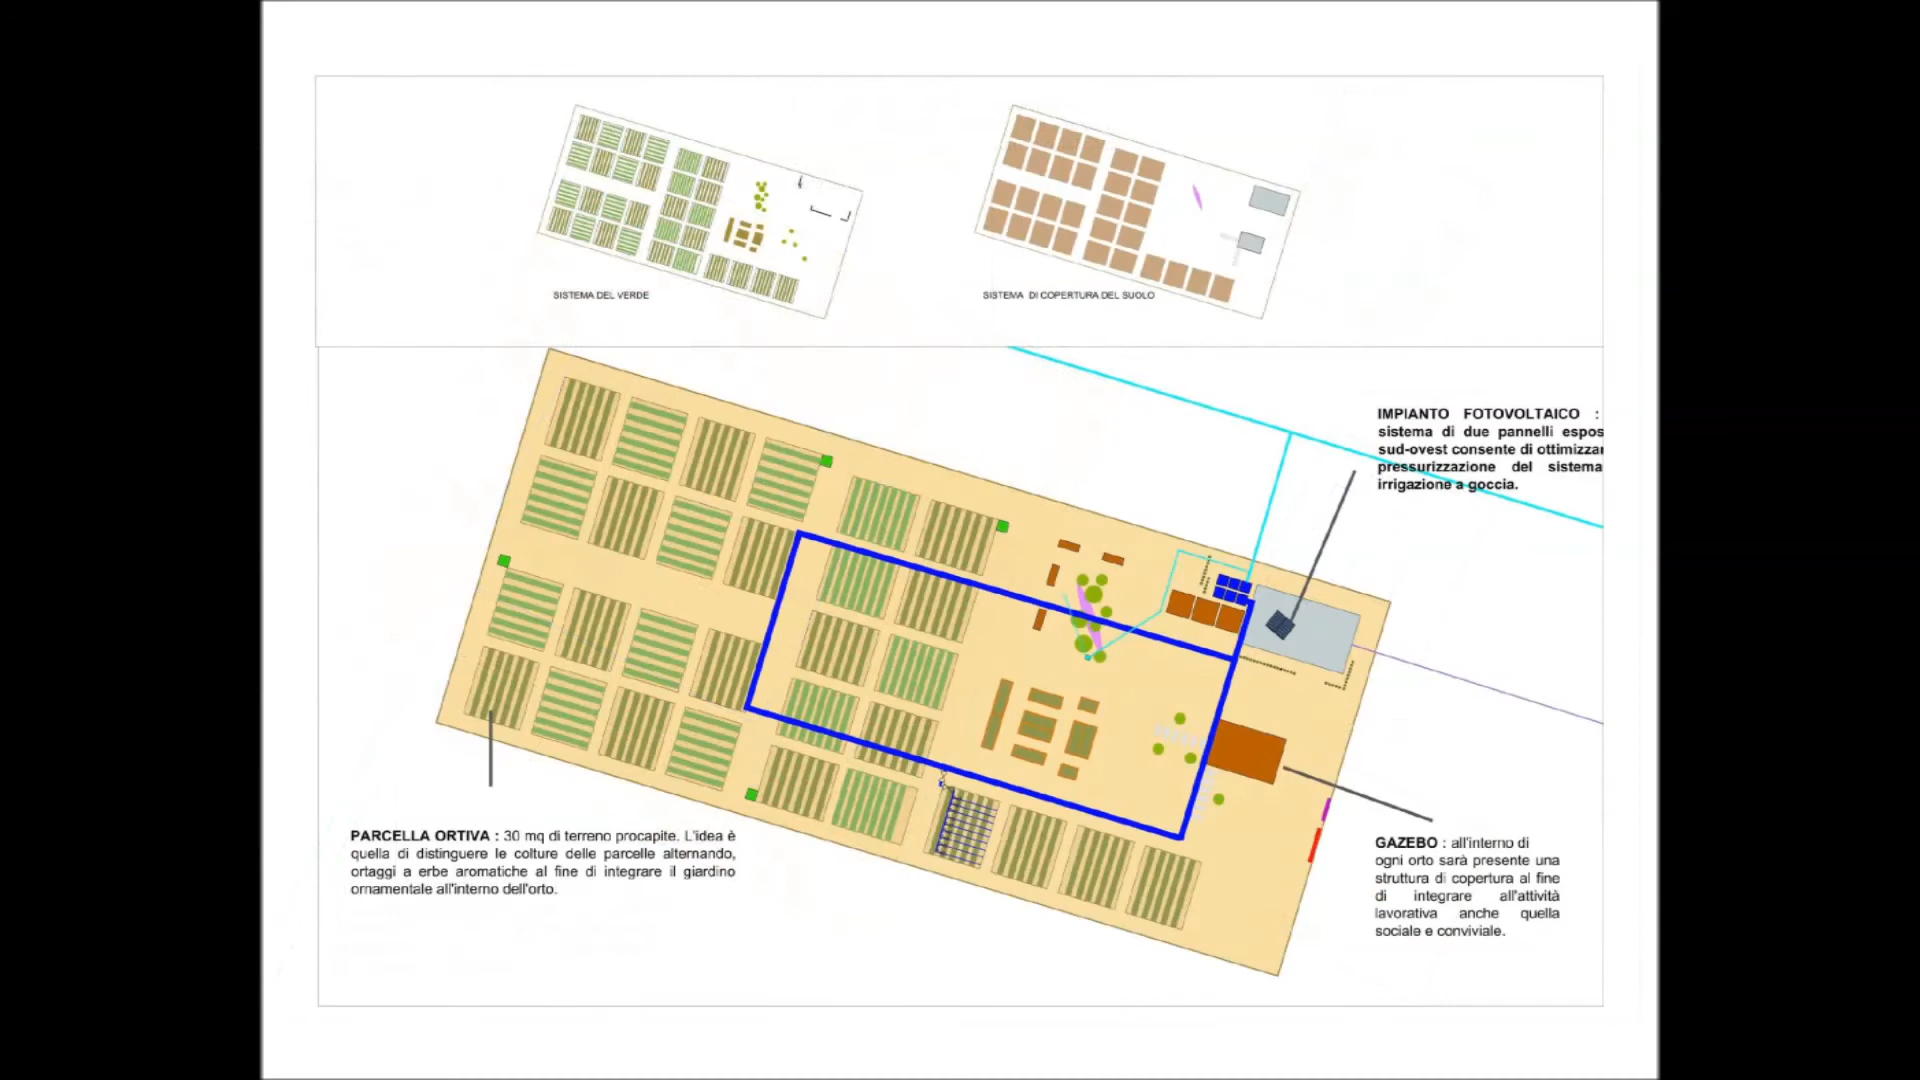 SISTEMA DEL VERDE
SISTEMA DI COPERTURA DEL SUOLO
IMPIANTO FOTOVOLTAICO :
sistema di due pannelli espos
sud-ovest consente di ottimizzar
pressurizzazione del sistema
irrigazione a goccia.
PARCELLA ORTIVA : 30 mq di terreno procapite. L'idea è
quella di distinguere le colture delle parcelle alternando,
ortaggi a erbe aromatiche al fine di integrare il giardino
ornamentale all'interno dell'orto.
GAZEBO : all'interno di
ogni orto sarà presente una
struttura di copertura al fine
di integrare all'attività
lavorativa anche quella
sociale e conviviale.